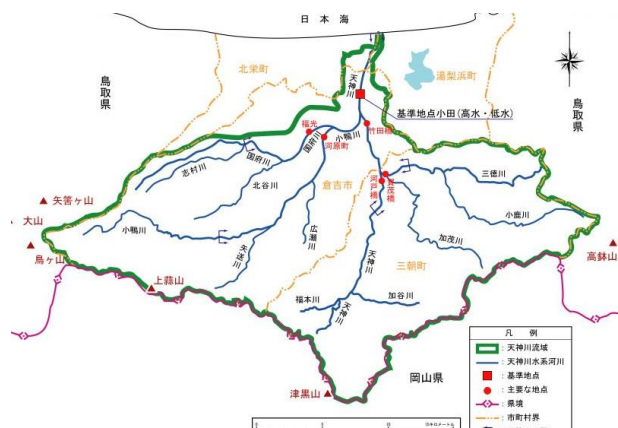 日本海
北栄町
湯梨浜町
鳥取県
鳥取県
天神川
基準地点小田(高水・低水)
福光
竹田橋
小鴨川
国府川
河原町
国府川
志村川
北谷川
倉吉市
河戸橋
三徳川
小鹿川
矢筈ヶ山
大山
烏ヶ山
小鴨川
広瀬川
矢送川
加茂川
三朝町
天神川
高鉢山
上蒜山
福本川
加谷川
天神川
岡山県
津黒山
凡例
:天神川流域
:天神川水系河川
:基準地点
:主要な地点
:県境
:市町村界